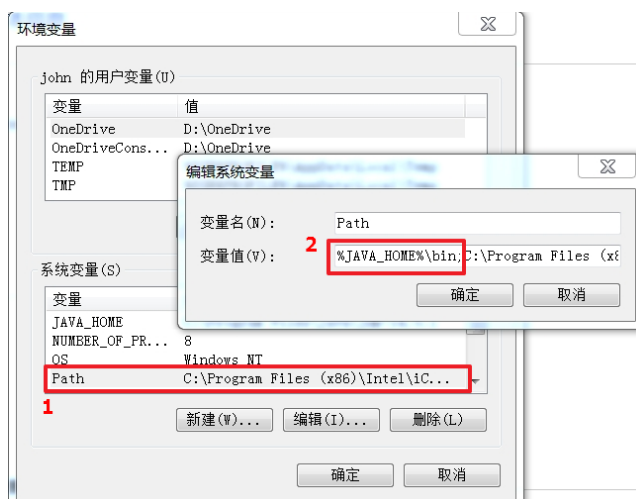 环境变量
john 的用户变量(U)
变量 值
OneDrive D:\OneDrive
OneDriveCons... D:\OneDrive
TEMP
TMP
编辑系统变量
变量名(N): Path
2
变量值(V): %JAVA_HOME%\bin;C:\Program Files (x8
确定 取消
系统变量(S)
变量
JAVA_HOME
NUMBER_OF_PR... 8
OS Windows NT
Path C:\Program Files (x86)\Intel\iC...
1
新建(W)... 编辑(I)... 删除(L)
确定 取消